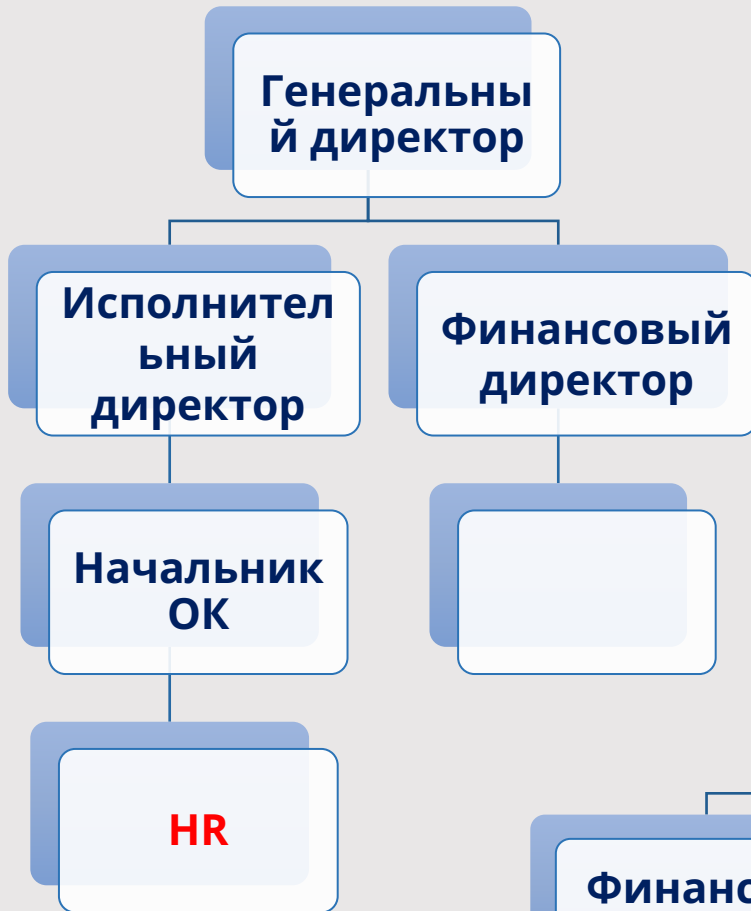 Генеральны
й директор
Исполнител
ьный
директор
Финансовый
директор
Начальник
ОК
HR